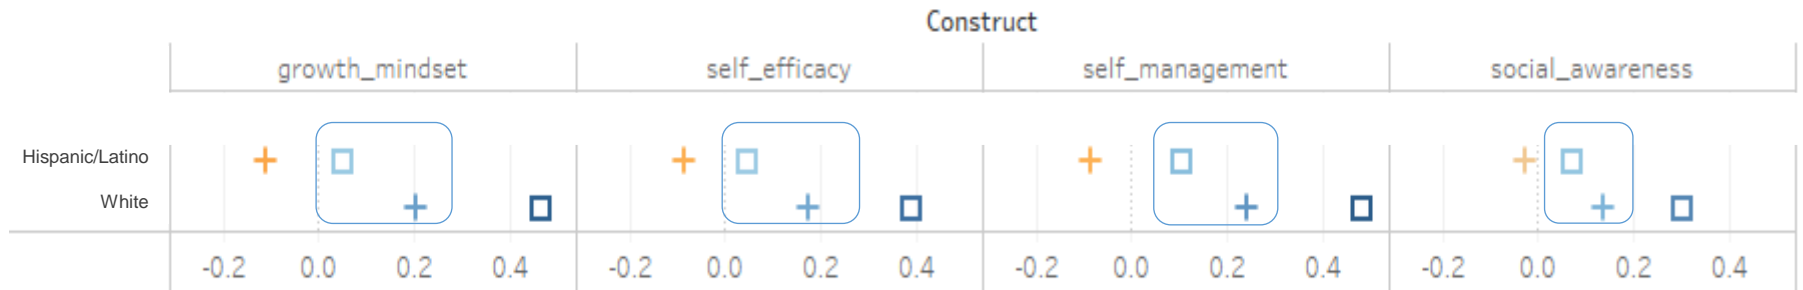 Construct
growth_mindset self_efficacy self_management social_awareness
Hispanic/Latino
White
-0.2 0.0 0.2 0.4 -0.2 0.0 0.2 0.4 -0.2 0.0 0.2 0.4 -0.2 0.0 0.2 0.4